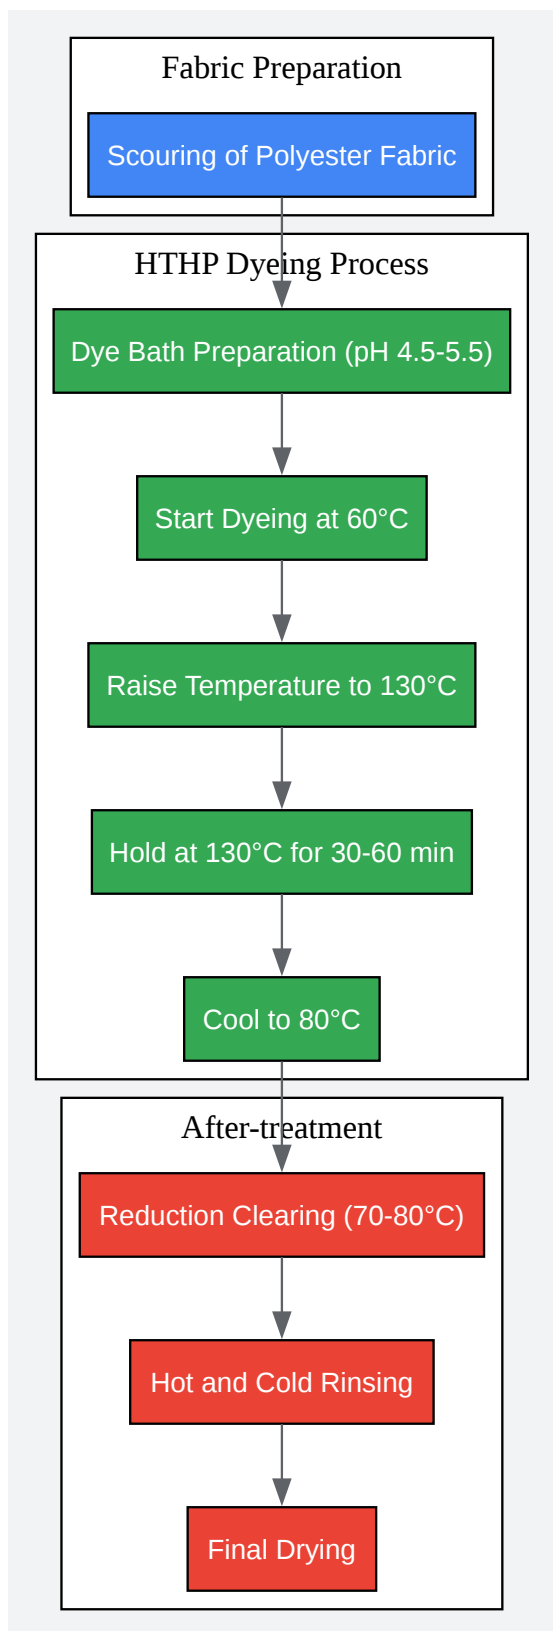 Fabric Preparation
Scouring of Polyester Fabric
HTHP Dyeing Process
Dye Bath Preparation (pH 4.5-5.5)
Start Dyeing at 60°C
Raise Temperature to 130°C
Hold at 130°C for 30-60 min
Cool to 80°C
After-treatment
Reduction Clearing (70-80°C)
Hot and Cold Rinsing
Final Drying